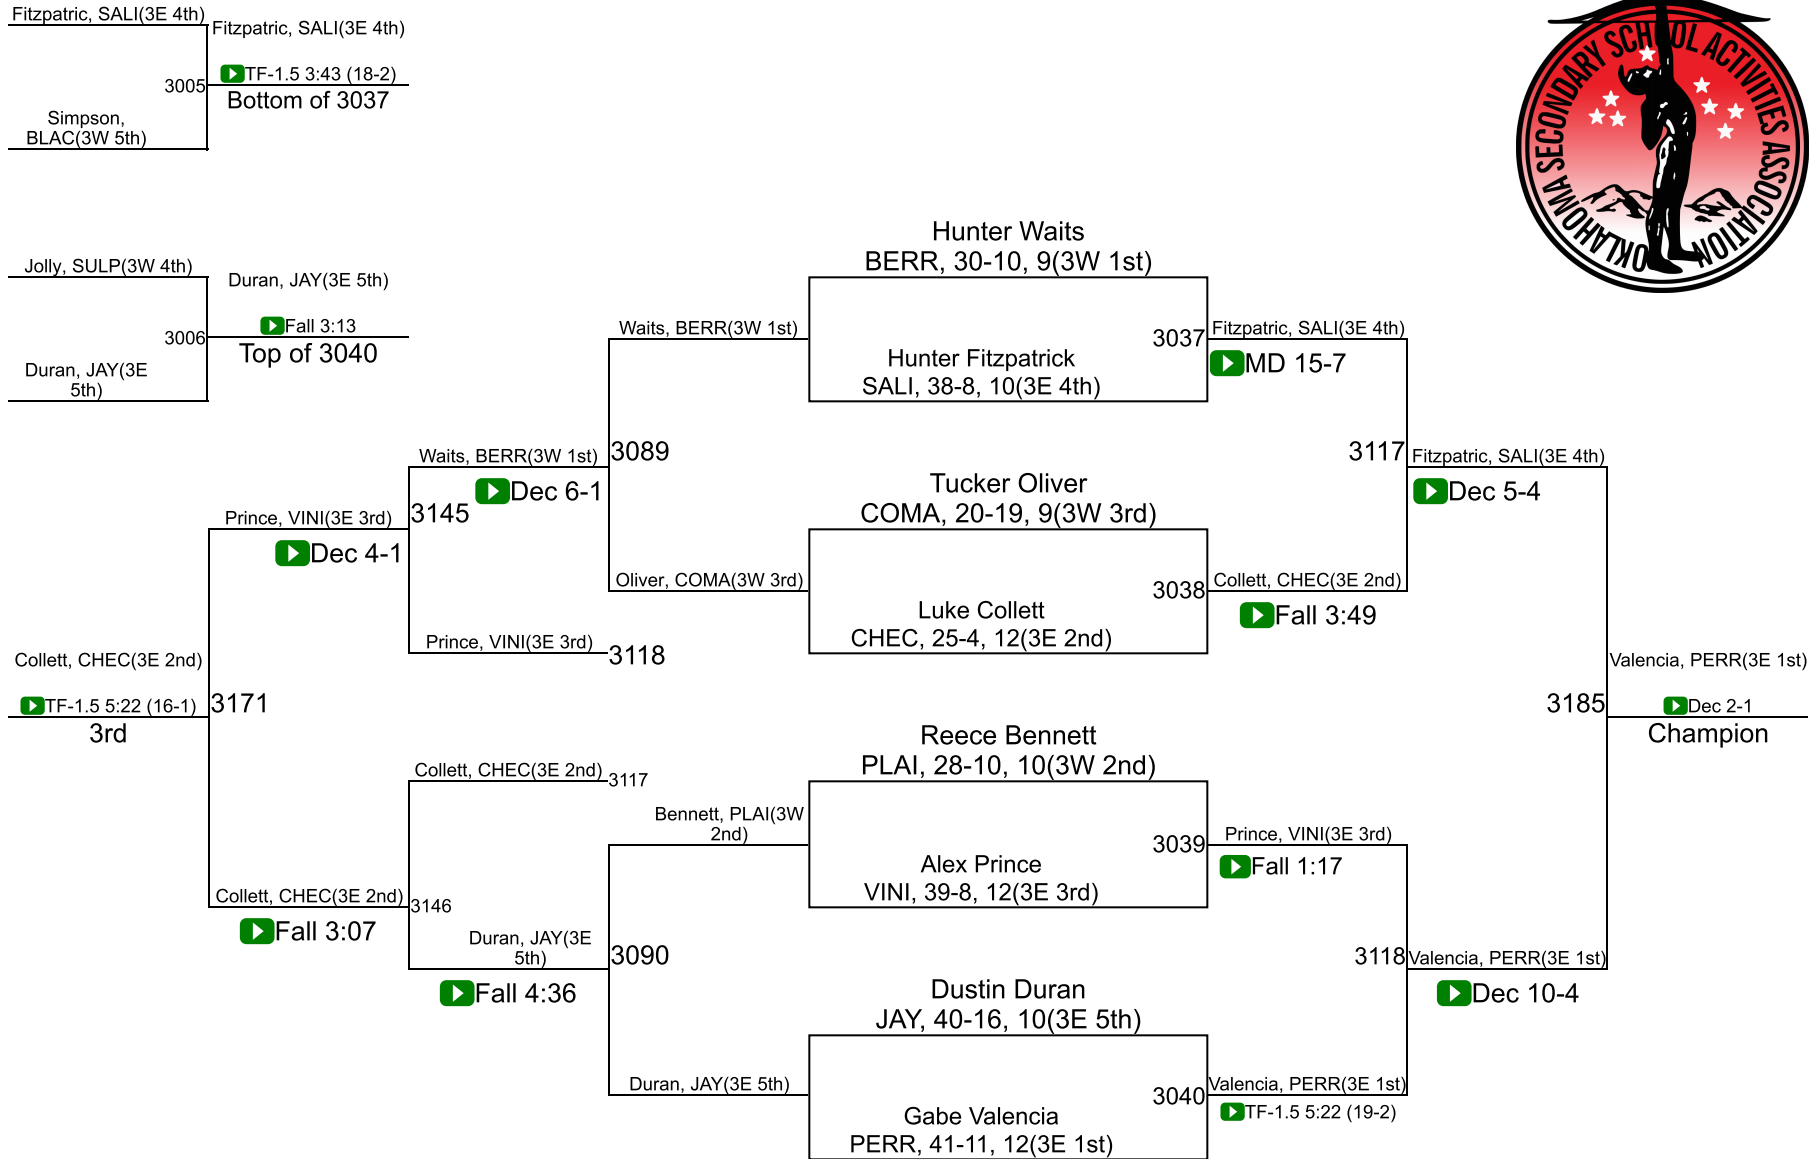 Fitzpatric, SALI(3E 4th)
Fitzpatric, SALI(3E 4th)
TF-1.5 3:43 (18-2)
3005
Bottom of 3037
Simpson,
BLAC(3W 5th)
OKLAHOMA SECONDARY SCHOOL ACTIVITIES ASSOCIATION
Jolly, SULP(3W 4th)
Duran, JAY(3E 5th)
Fall 3:13
3006
Top of 3040
Duran, JAY(3E
5th)
Hunter Waits
BERR, 30-10, 9(3W 1st)
Waits, BERR(3W 1st)
3037
Hunter Fitzpatrick
SALI, 38-8, 10(3E 4th)
Fitzpatric, SALI(3E 4th)
MD 15-7
Waits, BERR(3W 1st)
3089
Dec 6-1
3117
Fitzpatric, SALI(3E 4th)
Dec 5-4
Tucker Oliver
COMA, 20-19, 9(3W 3rd)
Prince, VINI(3E 3rd)
3145
Dec 4-1
Oliver, COMA(3W 3rd)
3038
Luke Collett
CHEC, 25-4, 12(3E 2nd)
Collett, CHEC(3E 2nd)
Fall 3:49
Prince, VINI(3E 3rd)
3118
Collett, CHEC(3E 2nd)
TF-1.5 5:22 (16-1)
3rd
3171
Valencia, PERR(3E 1st)
3185
Dec 2-1
Champion
Reece Bennett
PLAI, 28-10, 10(3W 2nd)
Collett, CHEC(3E 2nd)
3117
Bennett, PLAI(3W
2nd)
3039
Alex Prince
VINI, 39-8, 12(3E 3rd)
Prince, VINI(3E 3rd)
Fall 1:17
Collett, CHEC(3E 2nd)
3146
Fall 3:07
Duran, JAY(3E
5th)
3090
Fall 4:36
3118
Valencia, PERR(3E 1st)
Dec 10-4
Dustin Duran
JAY, 40-16, 10(3E 5th)
Duran, JAY(3E 5th)
3040
Gabe Valencia
PERR, 41-11, 12(3E 1st)
Valencia, PERR(3E 1st)
TF-1.5 5:22 (19-2)